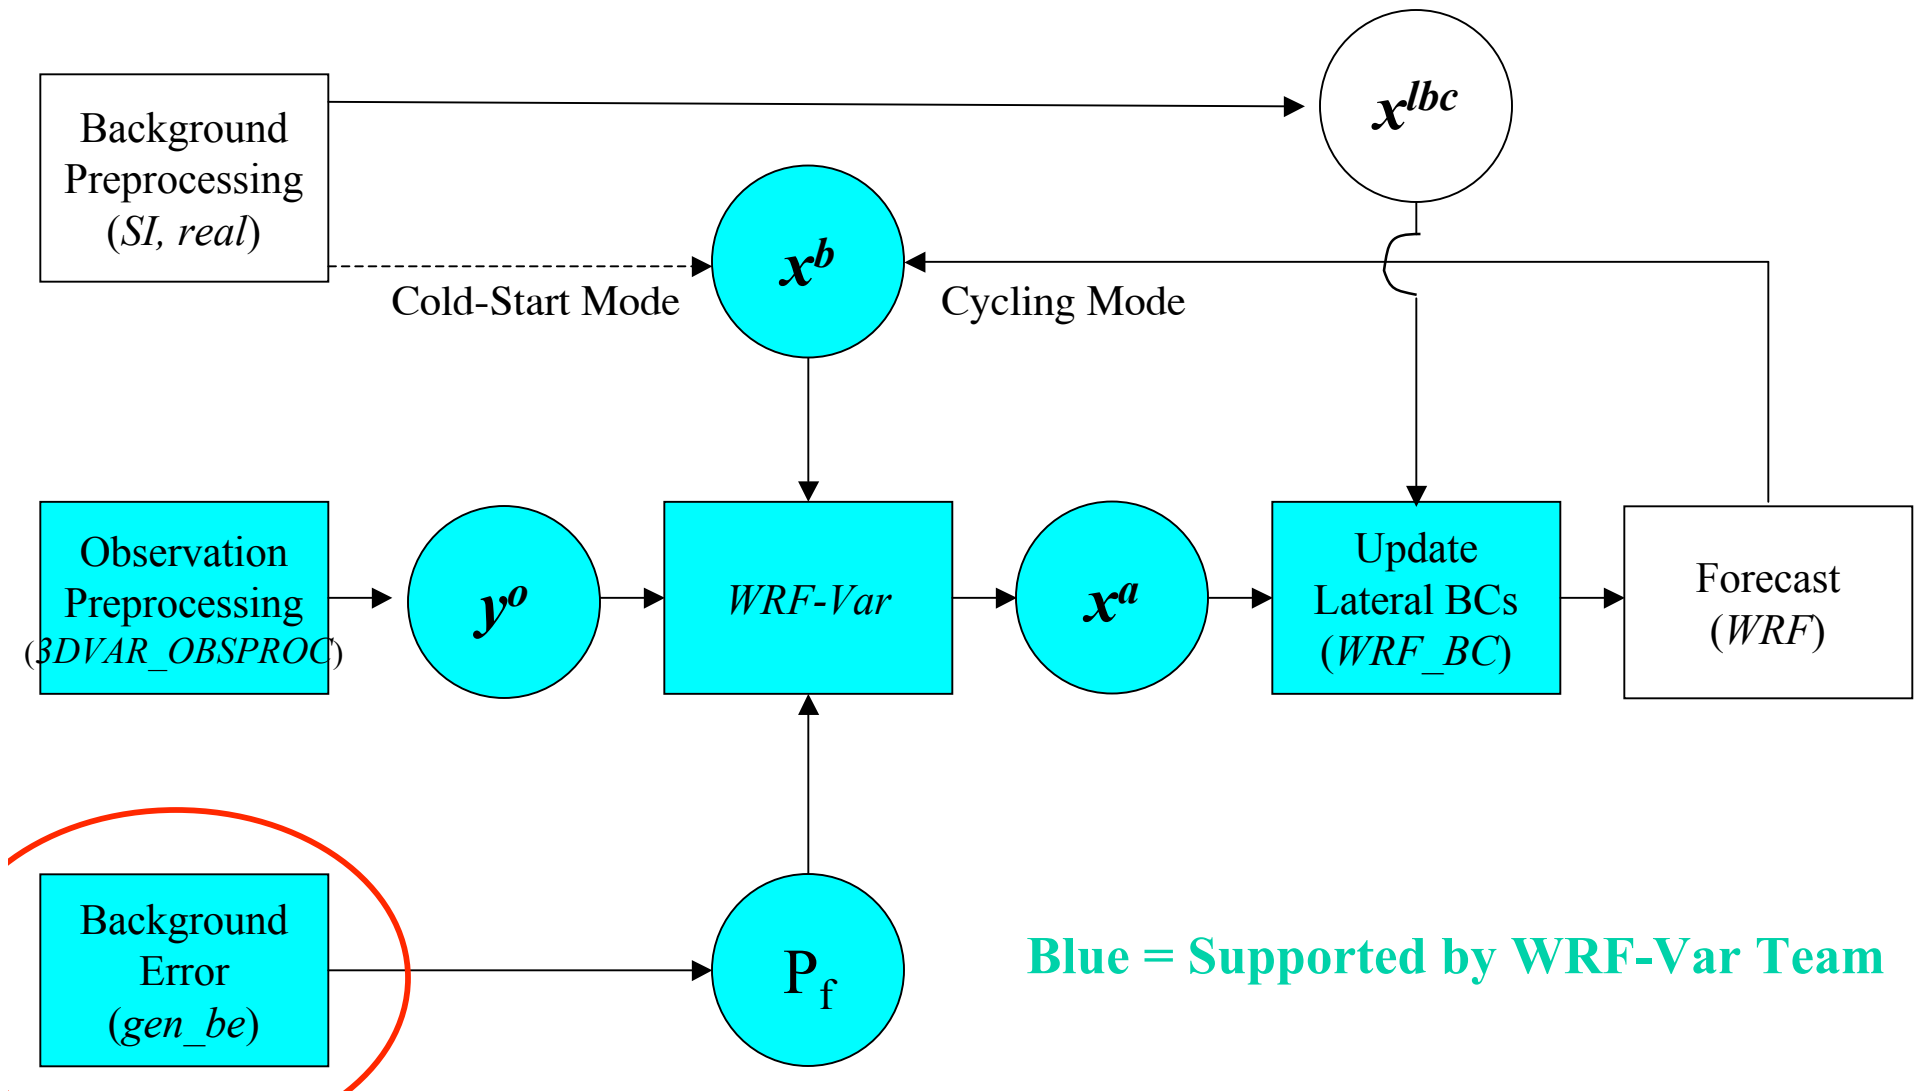 Background
Preprocessing
(SI, real)
x^lbc
x^b
Cold-Start Mode
Cycling Mode
Observation
Preprocessing
(3DVAR_OBSPROC)
y^o
WRF-Var
x^a
Update
Lateral BCs
(WRF_BC)
Forecast
(WRF)
Background
Error
(gen_be)
P_f
Blue = Supported by WRF-Var Team